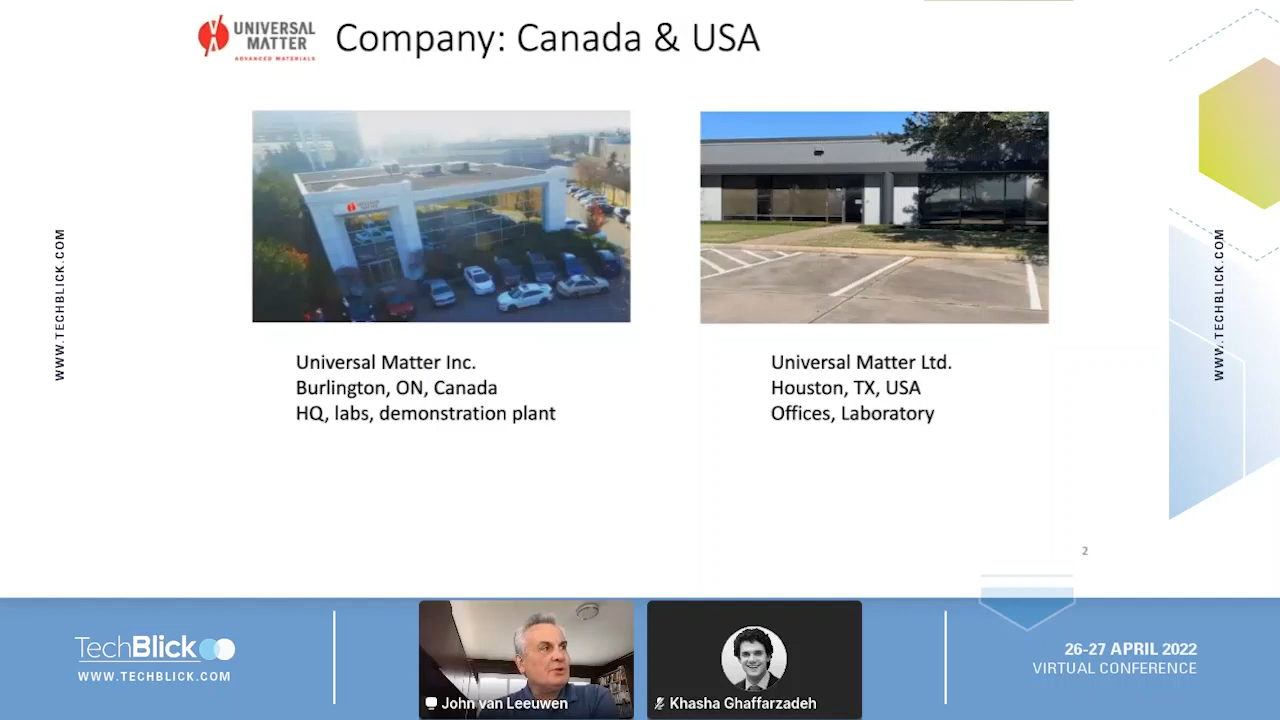 UNIVERSAL
MATTER
ADVANCED MATERIALS
Company: Canada & USA
WWW.TECHBLICK.COM
WWW.TECHBLICK.COM
Universal Matter Inc.
Burlington, ON, Canada
HQ, labs, demonstration plant
Universal Matter Ltd.
Houston, TX, USA
Offices, Laboratory
2
TechBlick
WWW.TECHBLICK.COM
John van Leeuwen
Khasha Ghaffarzadeh
26-27 APRIL 2022
VIRTUAL CONFERENCE